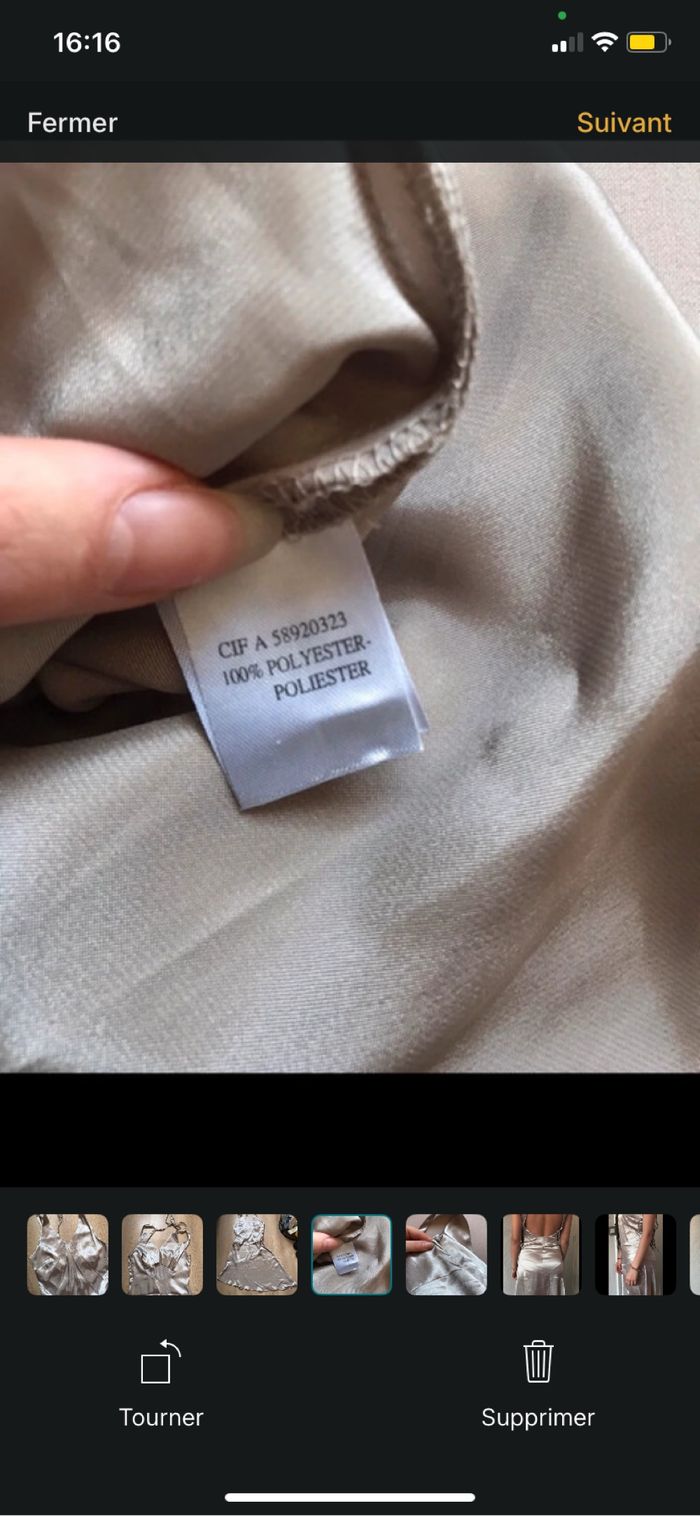 16:16
Fermer
Suivant
CIF A 58920323
100% POLYESTER-
POLIESTER
Tourner
Supprimer